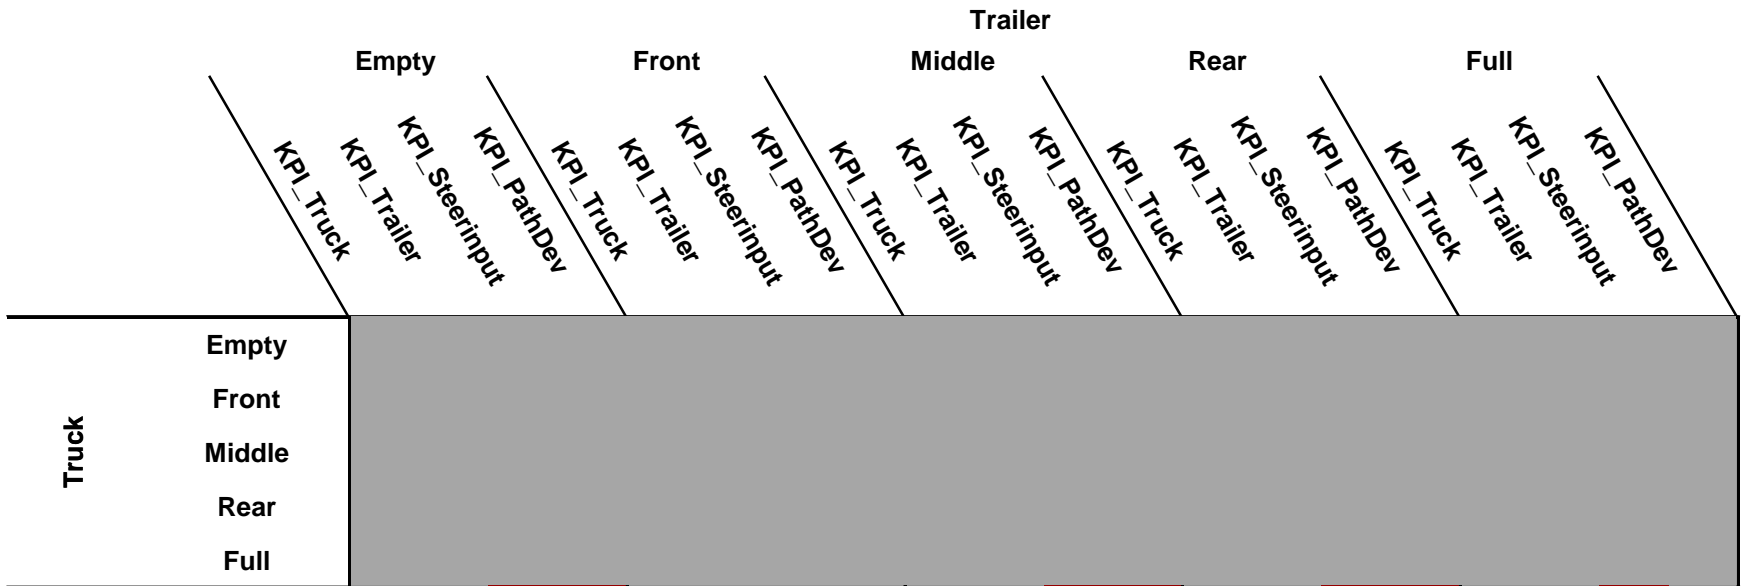 Trailer
Empty Front Middle Rear Full
KPI_Truck KPI_Trailer KPI_Steerinput KPI_PathDev KPI_Truck KPI_Trailer KPI_Steerinput KPI_PathDev KPI_Truck KPI_Trailer KPI_Steerinput KPI_PathDev KPI_Truck KPI_Trailer KPI_Steerinput KPI_PathDev KPI_Truck KPI_Trailer KPI_Steerinput KPI_PathDev
Truck
Empty
Front
Middle
Rear
Full